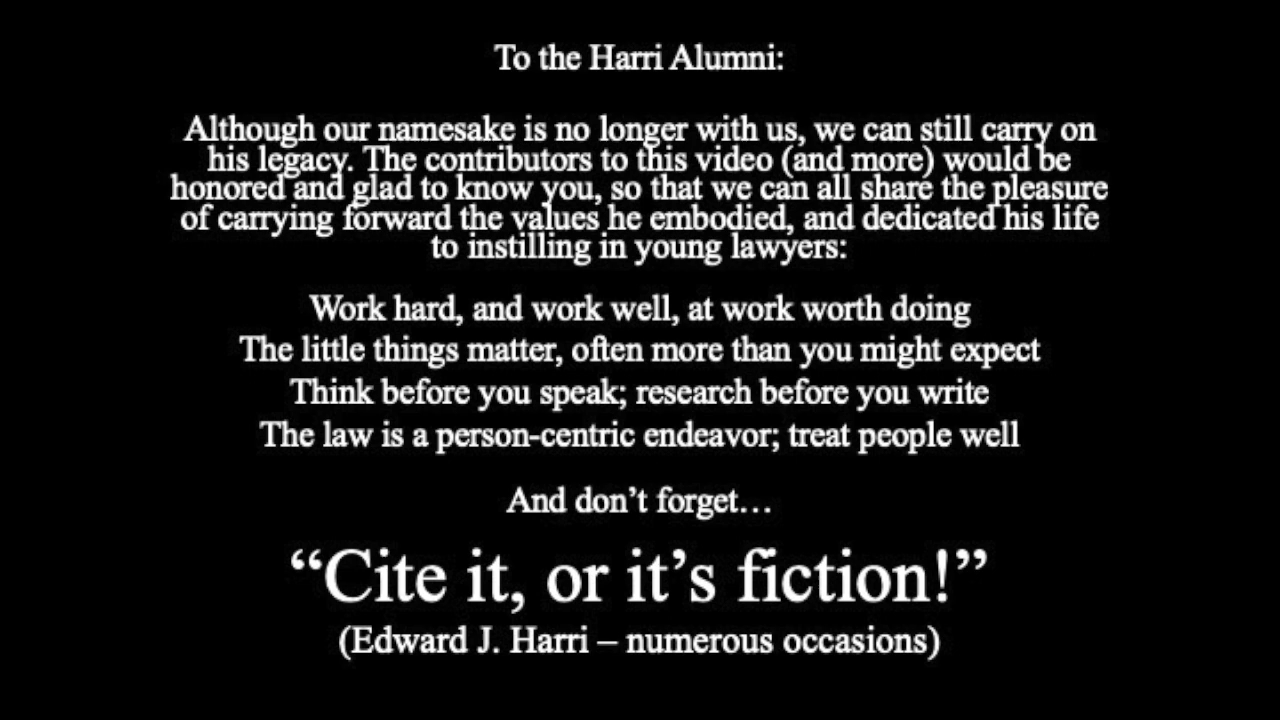 To the Harri Alumni:
Although our namesake is no longer with us, we can still carry on
his legacy. The contributors to this video (and more) would be
honored and glad to know you, so that we can all share the pleasure
of carrying forward the values he embodied, and dedicated his life
to instilling in young lawyers:
Work hard, and work well, at work worth doing
The little things matter, often more than you might expect
Think before you speak; research before you write
The law is a person-centric endeavor; treat people well
And don’t forget…
“Cite it, or it’s fiction!”
(Edward J. Harri – numerous occasions)